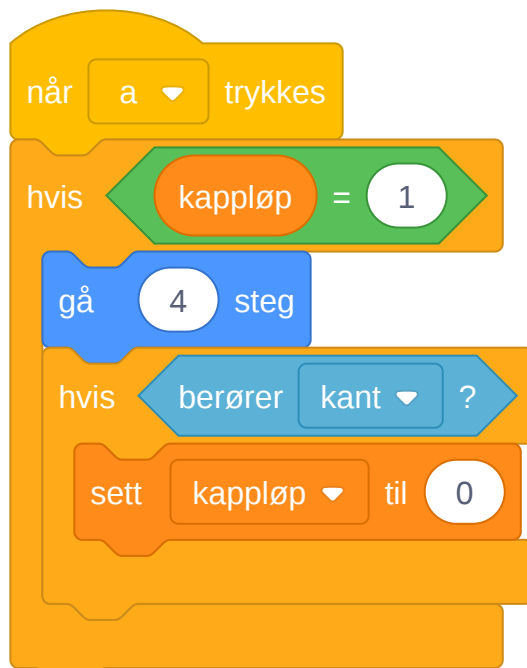 når a trykkes
hvis kappløp = 1
gå 4 steg
hvis berører kant ?
sett kappløp til 0